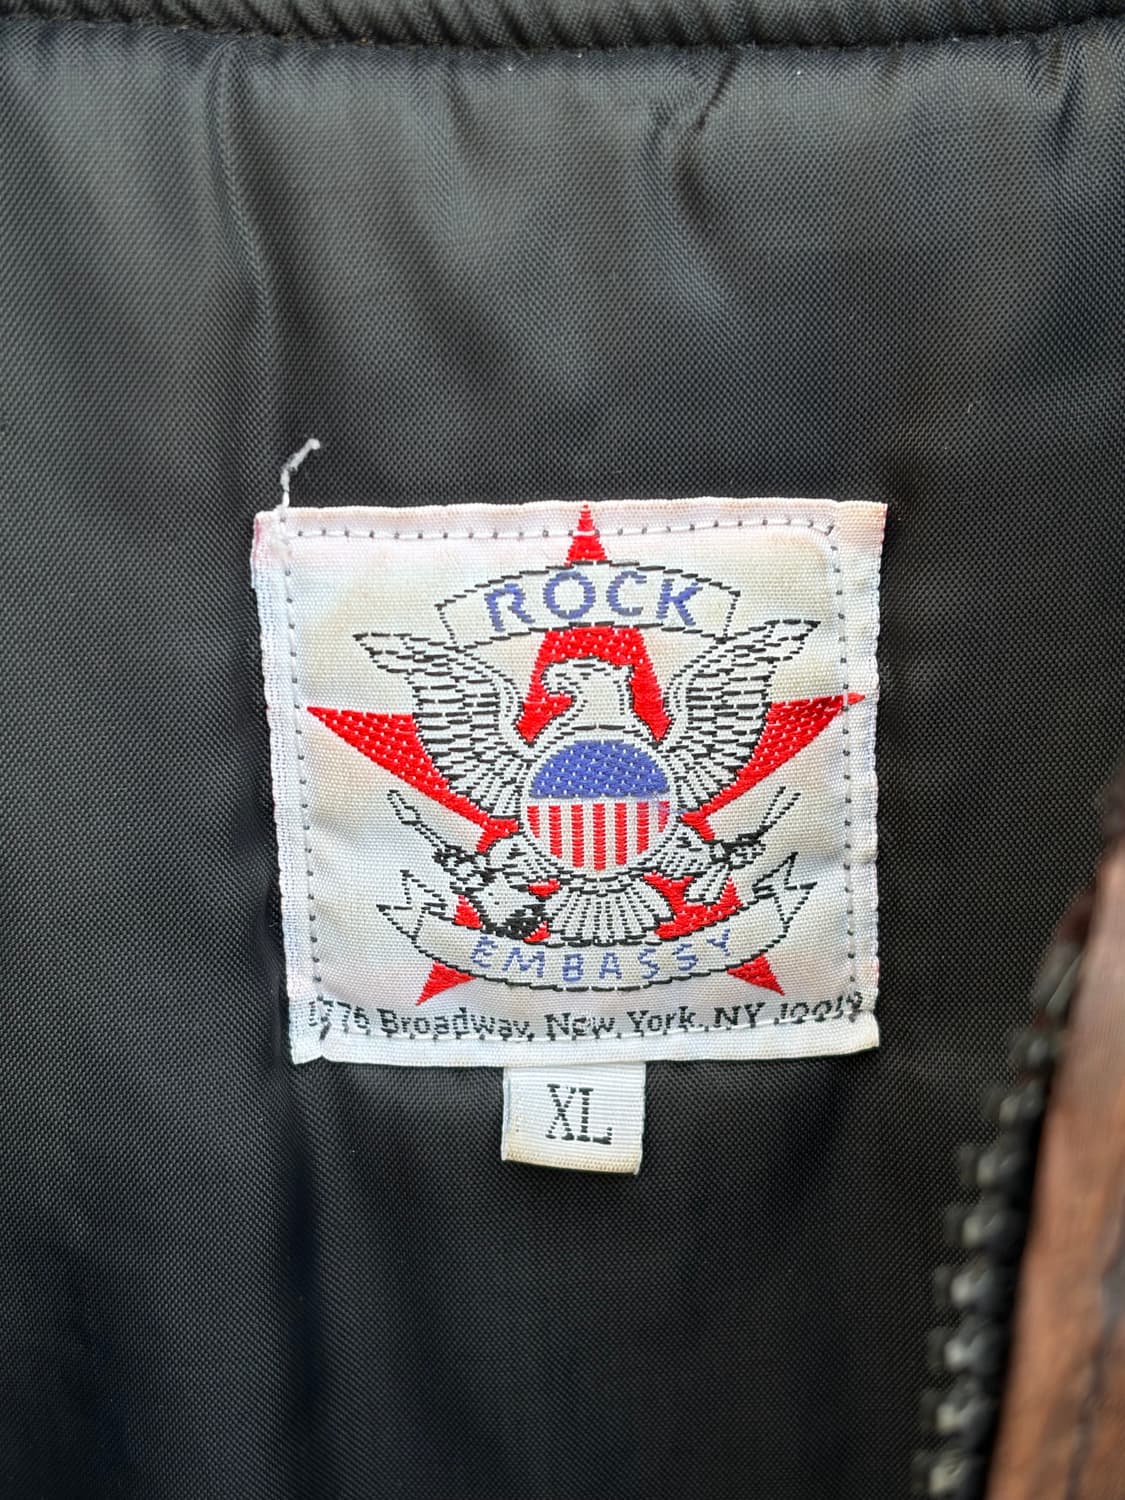 ROCK
EMBASSY
1776 Broadway, New York, NY 10019
XL